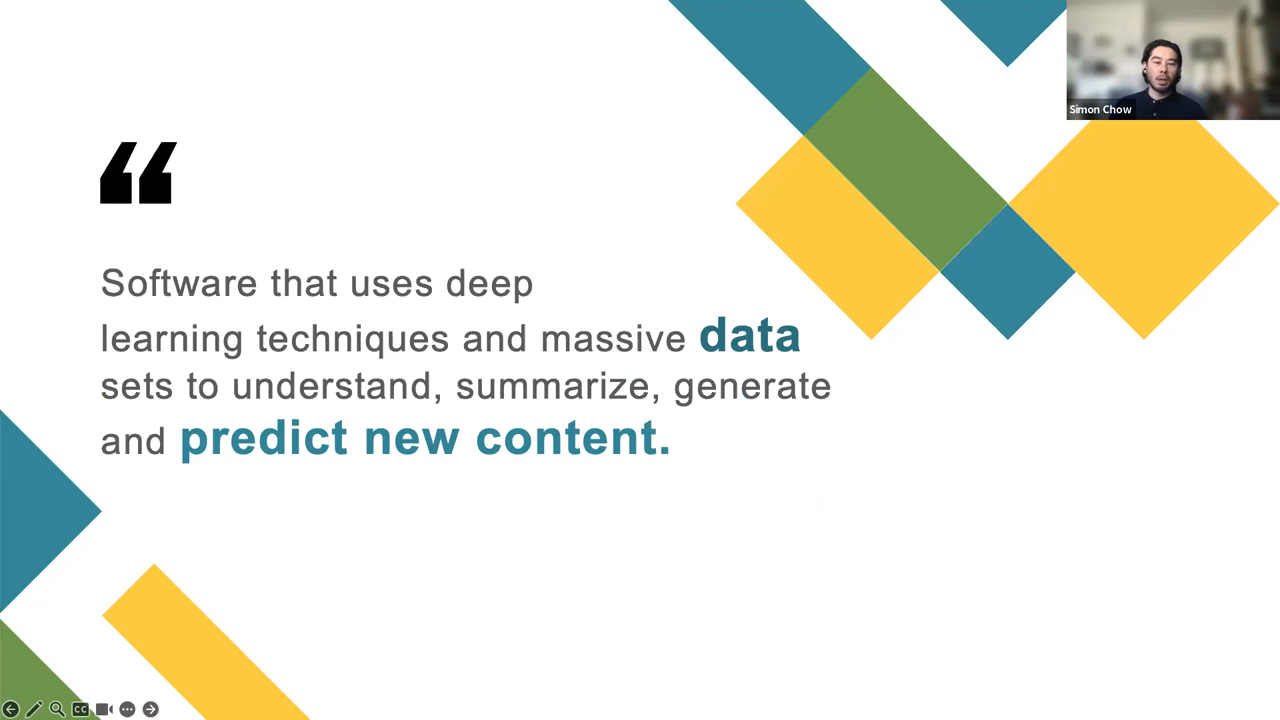 Simon Chow
“
Software that uses deep
learning techniques and massive data
sets to understand, summarize, generate
and predict new content.
CC